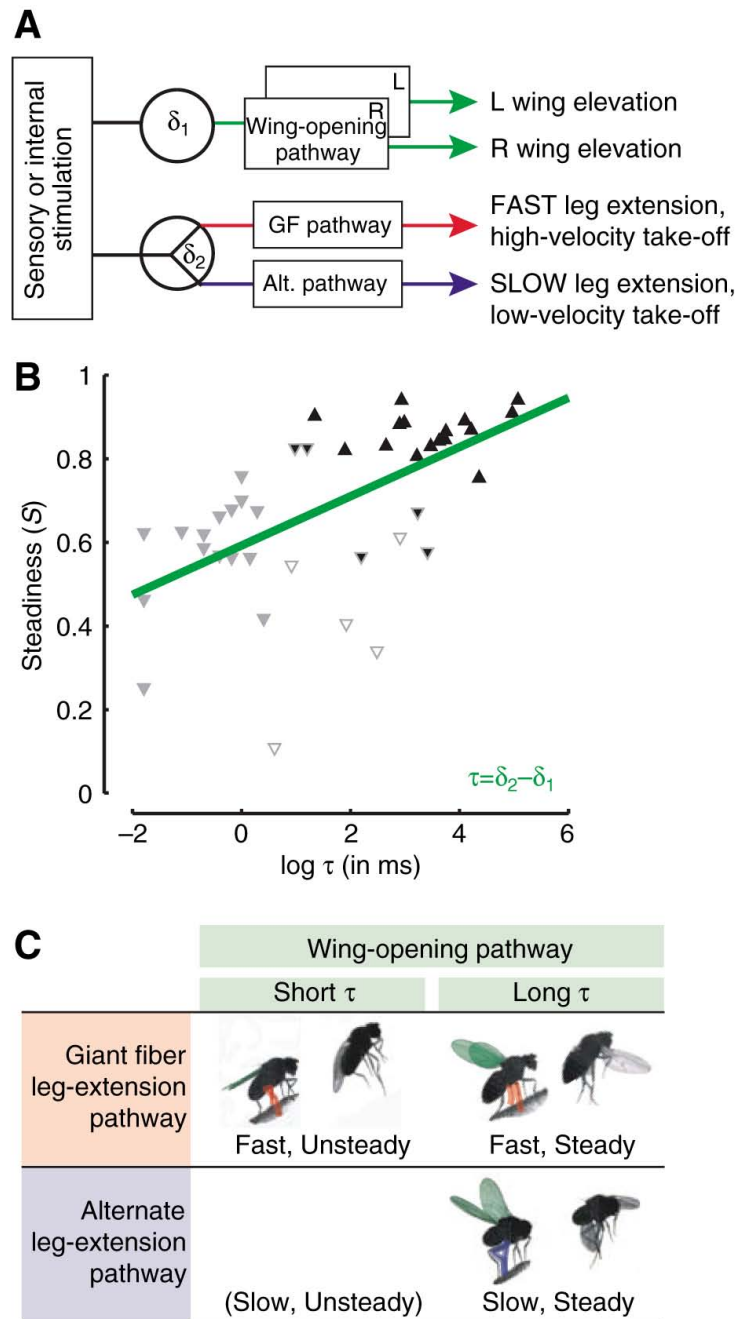 A
Sensory or internal
stimulation
δ₁
L
R
Wing-opening
pathway
L wing elevation
R wing elevation
δ₂
GF pathway
FAST leg extension,
high-velocity take-off
Alt. pathway
SLOW leg extension,
low-velocity take-off
B
1
0.8
0.6
0.4
0.2
0
Steadiness (S)
τ=δ₂–δ₁
–2 0 2 4 6
log τ (in ms)
C
Wing-opening pathway
Short τ Long τ
Giant fiber
leg-extension
pathway
Fast, Unsteady Fast, Steady
Alternate
leg-extension
pathway
(Slow, Unsteady) Slow, Steady